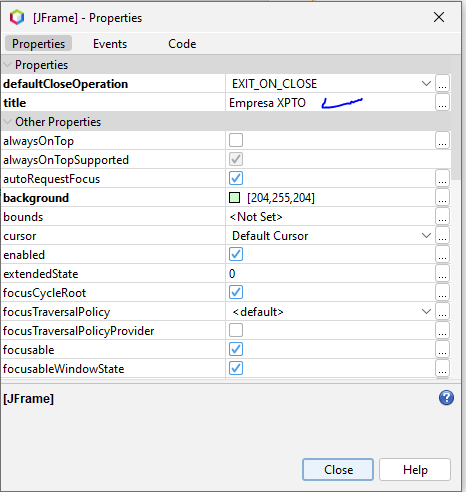 [JFrame] - Properties
Properties Events Code
Properties
defaultCloseOperation EXIT_ON_CLOSE ...
title Empresa XPTO ...
Other Properties
alwaysOnTop ...
alwaysOnTopSupported
autoRequestFocus ...
background [204,255,204] ...
bounds <Not Set> ...
cursor Default Cursor ...
enabled ...
extendedState 0 ...
focusCycleRoot ...
focusTraversalPolicy <default> ...
focusTraversalPolicyProvider ...
focusable ...
focusableWindowState ...
[JFrame] ?
Close Help